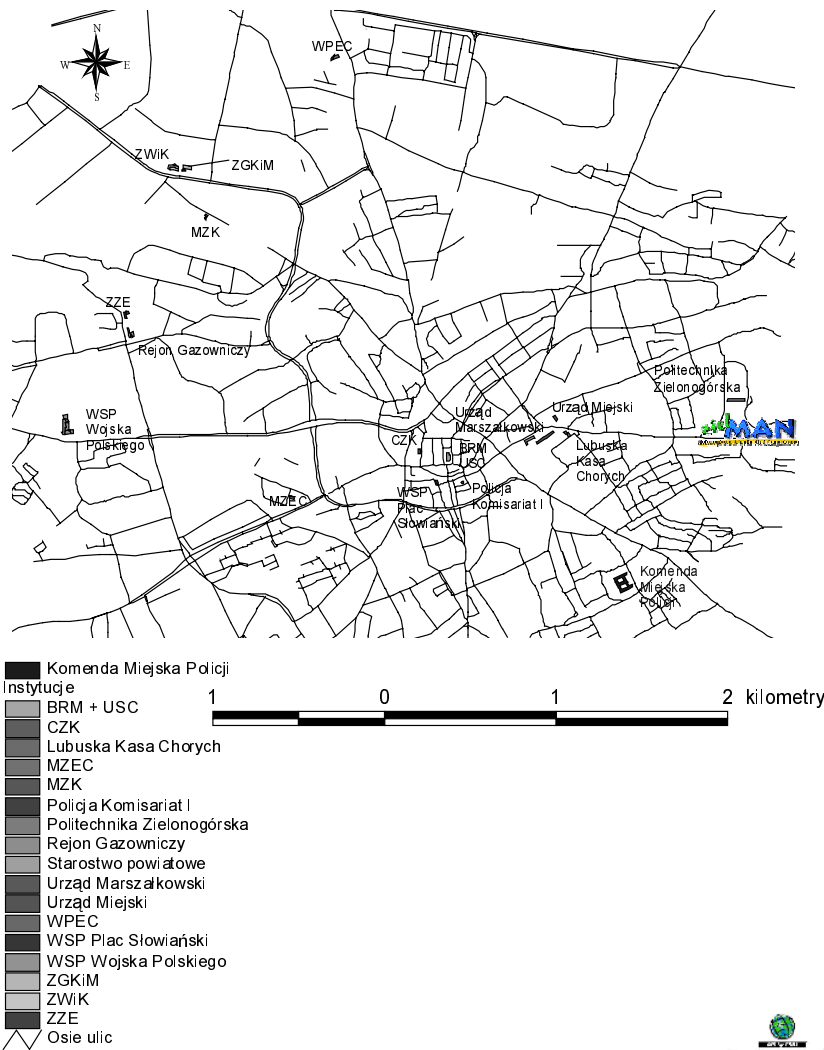 N
W E
S
WPEC
ZWiK
ZGKiM
MZK
ZZE
Rejon Gazowniczy
WSP
Wojska
Polskiego
Politechnika
Zielonogórska
Urząd
Marszałkowski
Urząd Miejski
zielMAN
CZK
BRM
USC
Lubuska
Kasa
Chorych
MZEC
WSP
Plac
Słowiański
Policja
Komisariat I
Komenda
Miejska
Policji
Komenda Miejska Policji
Instytucje
BRM + USC
CZK
Lubuska Kasa Chorych
MZEC
MZK
Policja Komisariat I
Politechnika Zielonogórska
Rejon Gazowniczy
Starostwo powiatowe
Urząd Marszałkowski
Urząd Miejski
WPEC
WSP Plac Słowiański
WSP Wojska Polskiego
ZGKiM
ZWiK
ZZE
Osie ulic
1 0 1 2 kilometry